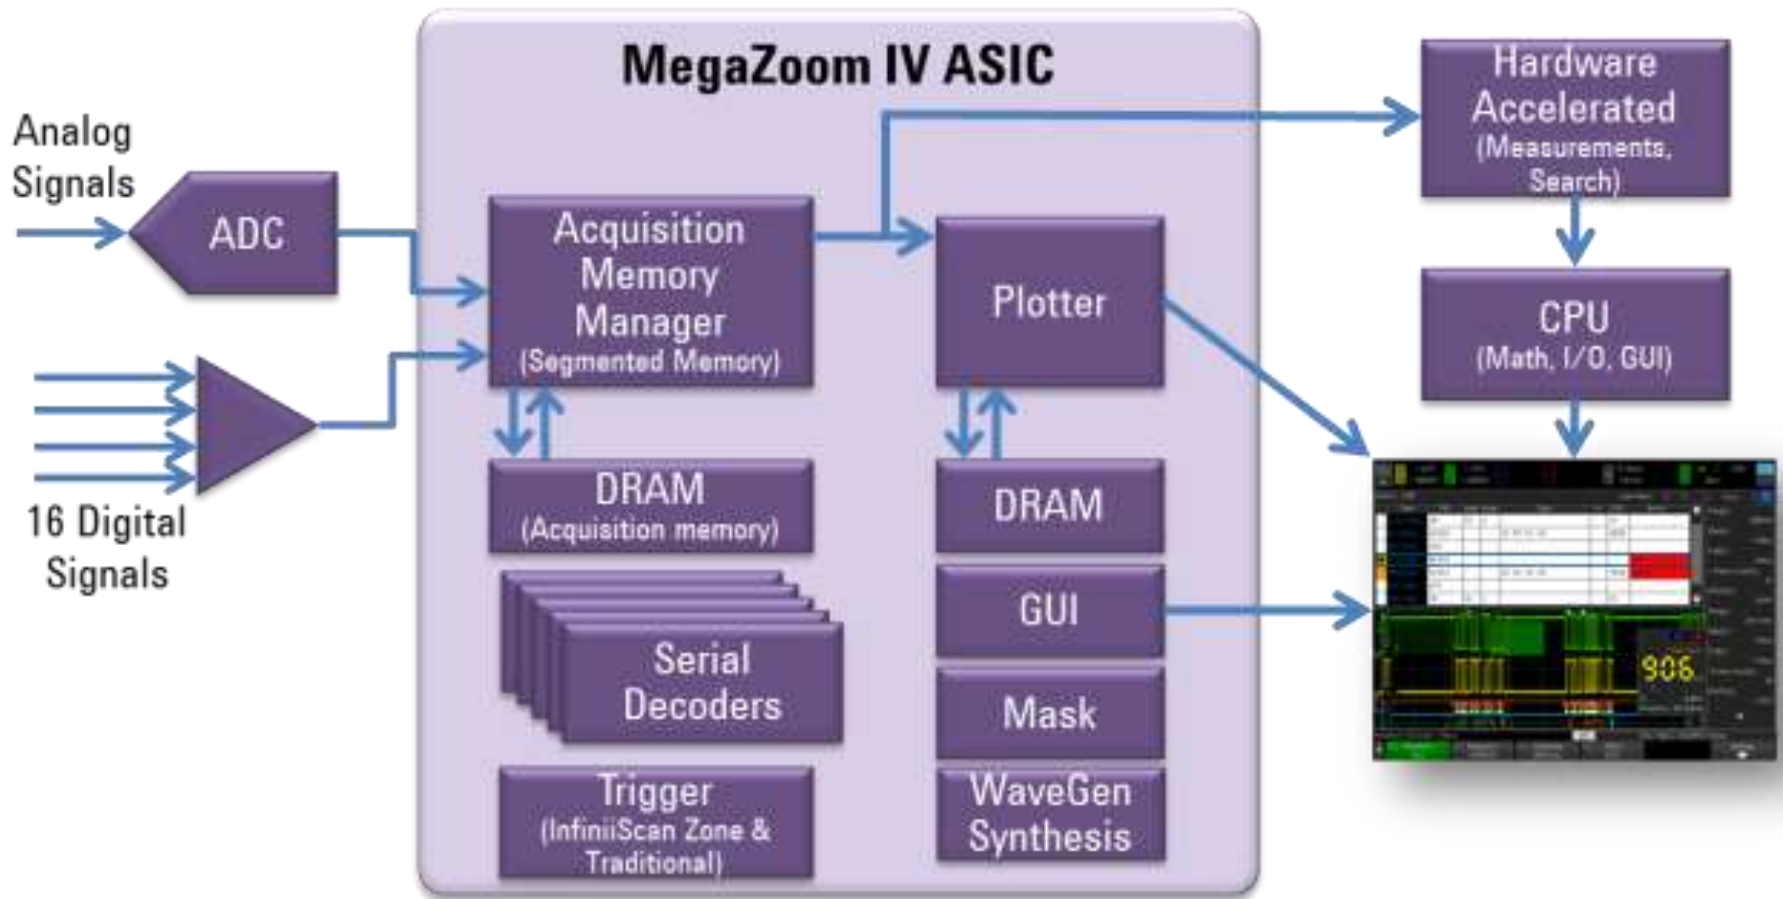 MegaZoom IV ASIC
Analog
Signals
ADC
16 Digital
Signals
Acquisition
Memory
Manager
(Segmented Memory)
DRAM
(Acquisition memory)
Serial
Decoders
Trigger
(InfiniiScan Zone &
Traditional)
Plotter
DRAM
GUI
Mask
WaveGen
Synthesis
Hardware
Accelerated
(Measurements,
Search)
CPU
(Math, I/O, GUI)
906